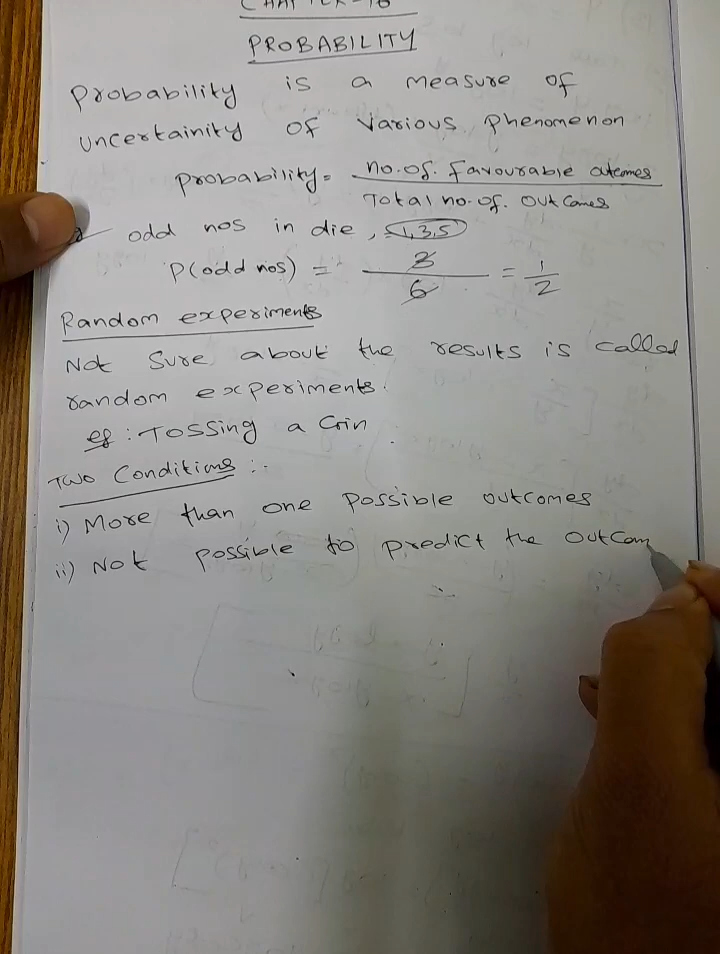 CHAPTER-16
PROBABILITY
Probability is a measure of
uncertainity of various phenomenon
probability = no. of. favourable outcomes
Total no. of. outcomes
odd nos in die, 1,3,5
P(odd nos) = 3/6 = 1/2
Random experiments
Not sure about the results is called
random experiments.
eg : Tossing a Coin
Two Conditions :-
i) More than one possible outcomes
ii) Not possible to predict the outcom